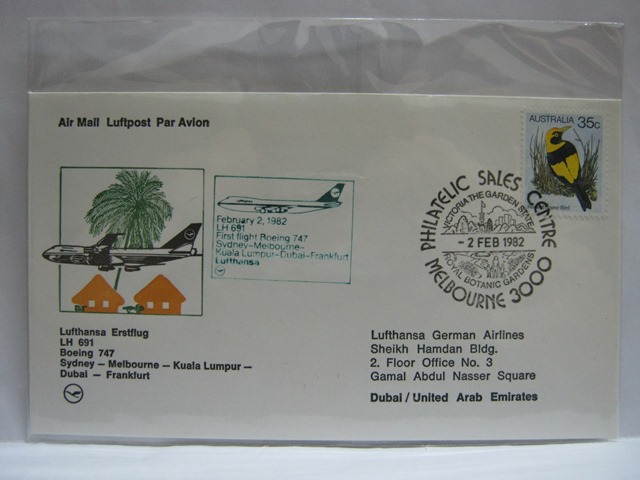 Air Mail Luftpost Par Avion
AUSTRALIA 35c
Lufthansa
February 2, 1982
LH 691
First flight Boeing 747
Sydney-Melbourne-
Kuala Lumpur-Dubai-Frankfurt
Lufthansa
PHILATELIC SALES CENTRE
VICTORIA THE GARDEN STATE
- 2 FEB 1982
ROYAL BOTANIC GARDENS
MELBOURNE 3000
Lufthansa Erstflug
LH 691
Boeing 747
Sydney – Melbourne – Kuala Lumpur –
Dubai – Frankfurt
Lufthansa German Airlines
Sheikh Hamdan Bldg.
2. Floor Office No. 3
Gamal Abdul Nasser Square
Dubai / United Arab Emirates